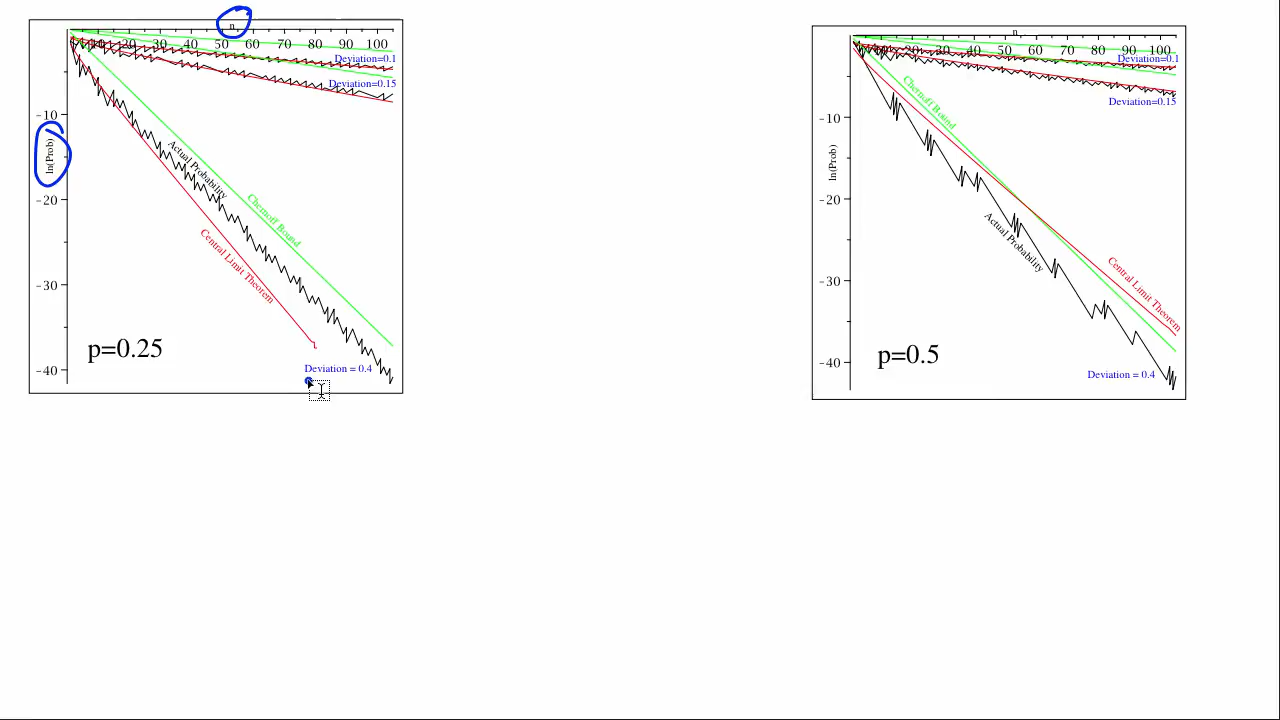 n
10 20 30 40 50 60 70 80 90 100
Deviation=0.1
Deviation=0.15
-10
ln(Prob)
Actual Probability
-20
Chernoff Bound
Central Limit Theorem
-30
p=0.25
Deviation = 0.4
-40
n
10 20 30 40 50 60 70 80 90 100
Deviation=0.1
Chernoff Bound
Deviation=0.15
-10
ln(Prob)
-20
Actual Probability
Central Limit Theorem
-30
p=0.5
-40
Deviation = 0.4